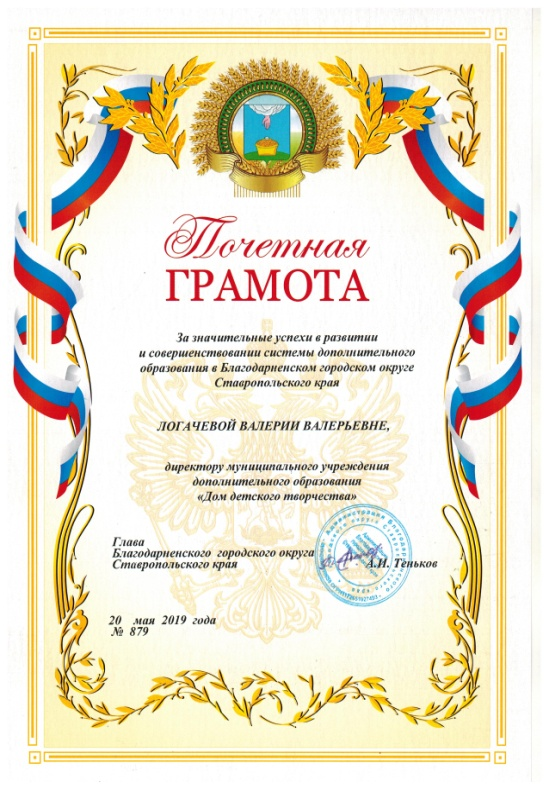 Почетная
ГРАМОТА
За значительные успехи в развитии
и совершенствовании системы дополнительного
образования в Благодарненском городском округе
Ставропольского края
ЛОГАЧЕВОЙ ВАЛЕРИИ ВАЛЕРЬЕВНЕ,
директору муниципального учреждения
дополнительного образования
«Дом детского творчества»
Глава
Благодарненского городского округа
Ставропольского края А.И. Теньков
20 мая 2019 года
№ 879